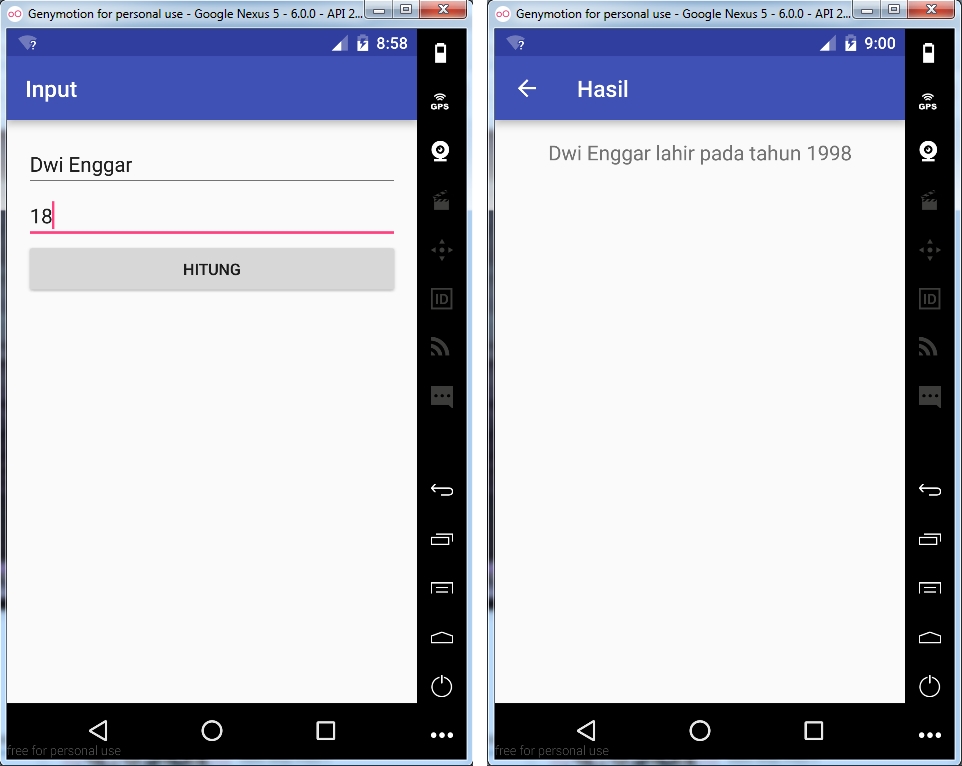 Genymotion for personal use - Google Nexus 5 - 6.0.0 - API 2...
8:58
Input
GPS
Dwi Enggar
18
HITUNG
ID
free for personal use
Genymotion for personal use - Google Nexus 5 - 6.0.0 - API 2...
9:00
Hasil
GPS
Dwi Enggar lahir pada tahun 1998
ID
free for personal use